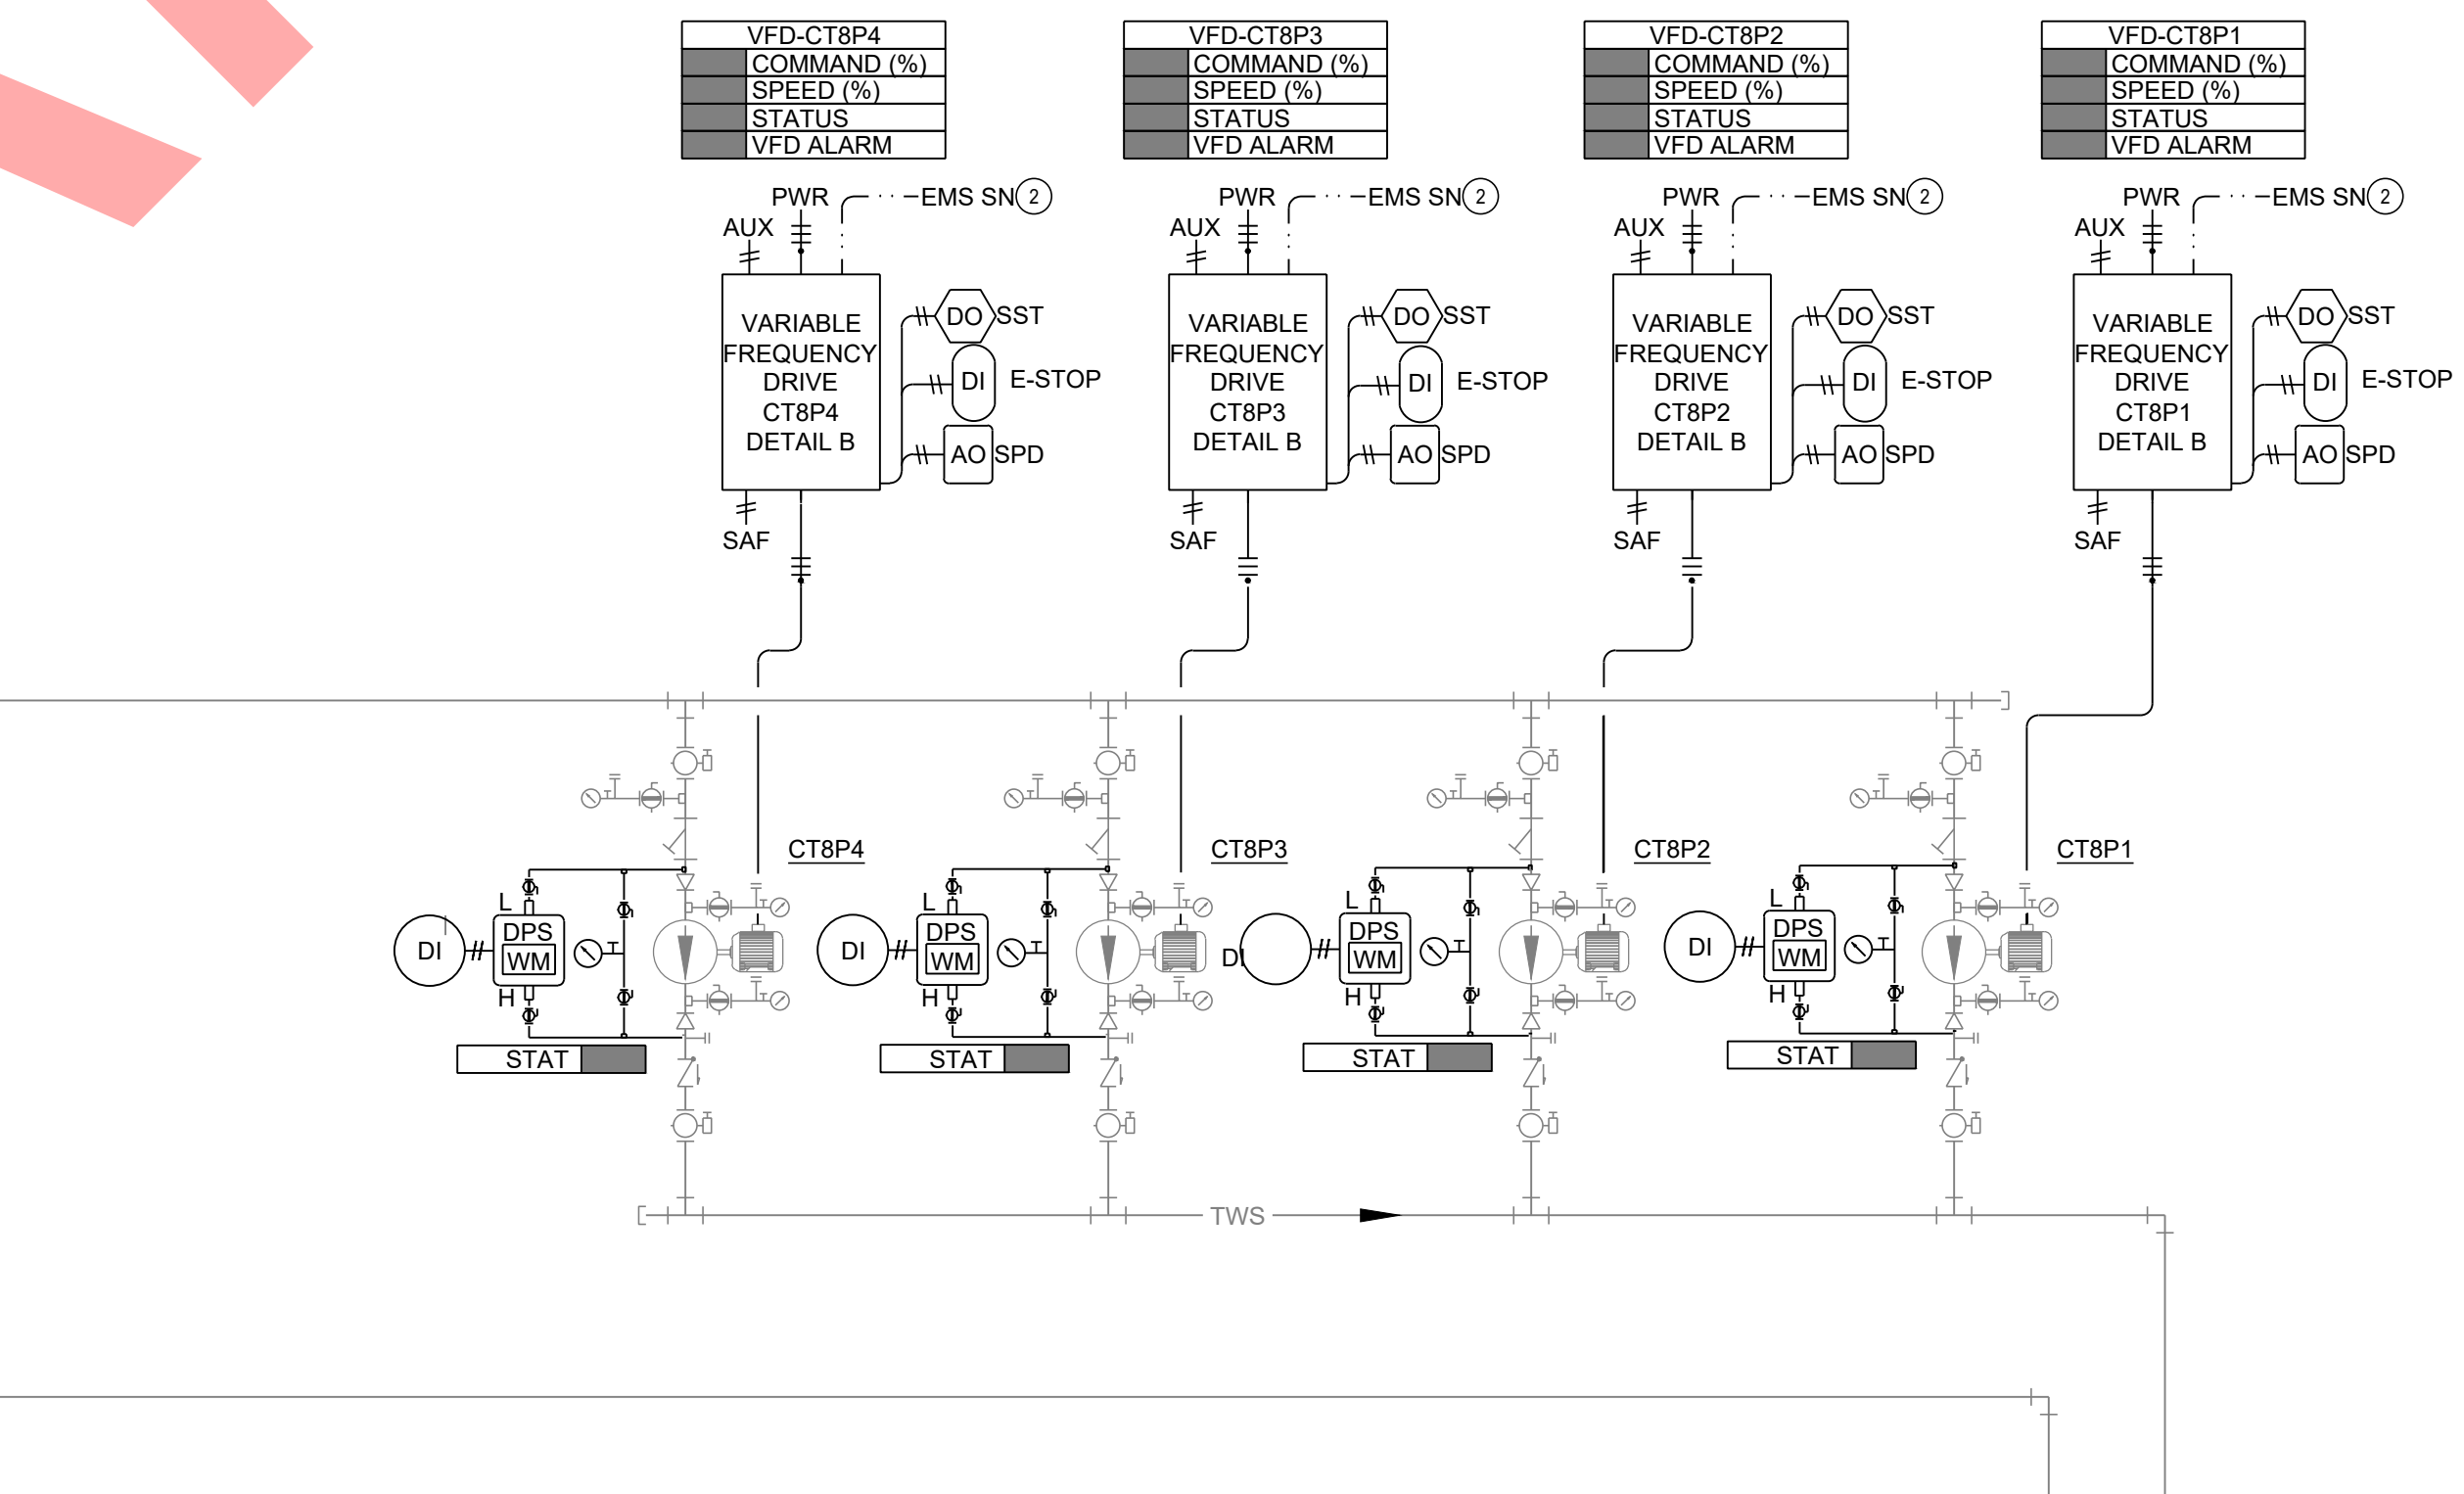 VFD-CT8P4
COMMAND (%)
SPEED (%)
STATUS
VFD ALARM
VFD-CT8P3
COMMAND (%)
SPEED (%)
STATUS
VFD ALARM
VFD-CT8P2
COMMAND (%)
SPEED (%)
STATUS
VFD ALARM
VFD-CT8P1
COMMAND (%)
SPEED (%)
STATUS
VFD ALARM
PWR
EMS SN 2
AUX
VARIABLE
FREQUENCY
DRIVE
CT8P4
DETAIL B
DO SST
DI E-STOP
AO SPD
SAF
PWR
EMS SN 2
AUX
VARIABLE
FREQUENCY
DRIVE
CT8P3
DETAIL B
DO SST
DI E-STOP
AO SPD
SAF
PWR
EMS SN 2
AUX
VARIABLE
FREQUENCY
DRIVE
CT8P2
DETAIL B
DO SST
DI E-STOP
AO SPD
SAF
PWR
EMS SN 2
AUX
VARIABLE
FREQUENCY
DRIVE
CT8P1
DETAIL B
DO SST
DI E-STOP
AO SPD
SAF
CT8P4
L
DPS
DI
WM
H
STAT
CT8P3
L
DPS
DI
WM
H
STAT
CT8P2
L
DPS
DI
WM
H
STAT
CT8P1
L
DPS
DI
WM
H
STAT
TWS